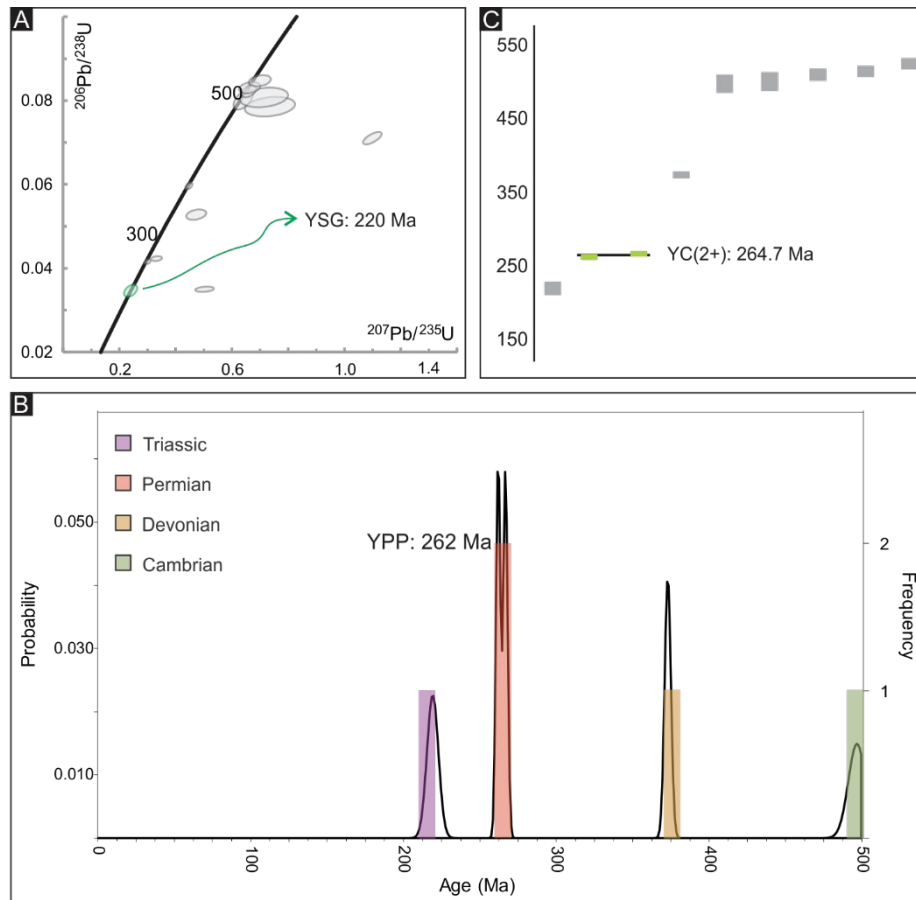 A
206Pb/238U
0.08
0.06
0.04
0.02
500
300
YSG: 220 Ma
207Pb/235U
0.2
0.6
1.0
1.4
C
550
450
350
250
150
YC(2+): 264.7 Ma
B
Triassic
Permian
Devonian
Cambrian
YPP: 262 Ma
Probability
0.050
0.030
0.010
Frequency
2
1
0
100
200
300
400
500
Age (Ma)